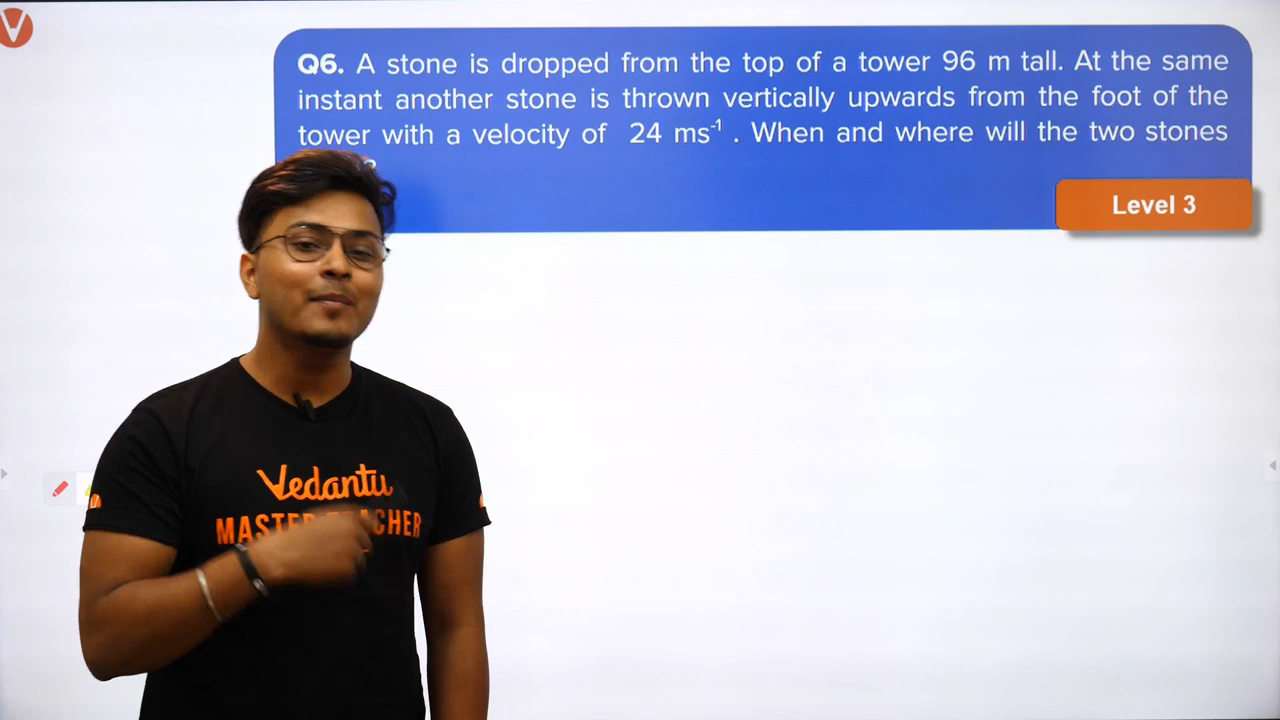 Q6. A stone is dropped from the top of a tower 96 m tall. At the same
instant another stone is thrown vertically upwards from the foot of the
tower with a velocity of 24 ms⁻¹ . When and where will the two stones
Level 3
Vedantu
MASTER TEACHER